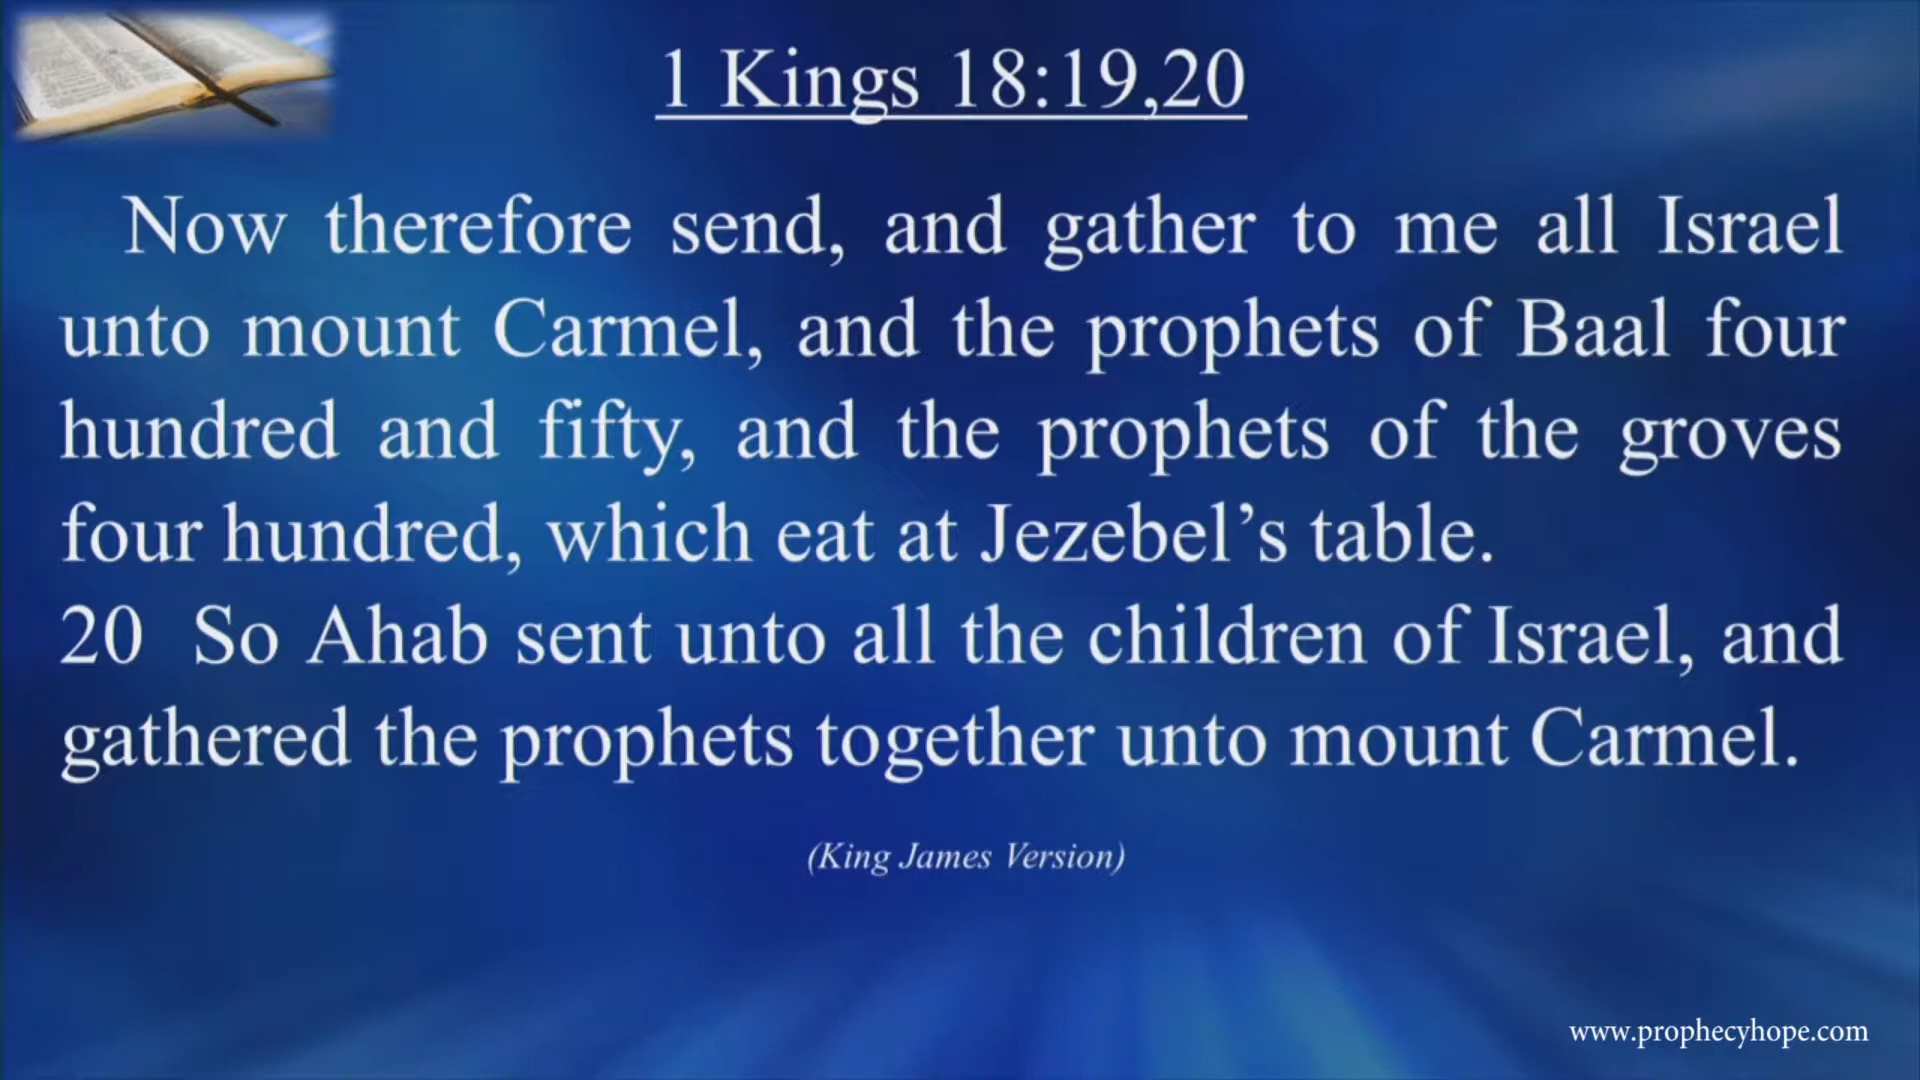 1 Kings 18:19,20
Now therefore send, and gather to me all Israel
unto mount Carmel, and the prophets of Baal four
hundred and fifty, and the prophets of the groves
four hundred, which eat at Jezebel’s table.
20 So Ahab sent unto all the children of Israel, and
gathered the prophets together unto mount Carmel.
(King James Version)
www.prophecyhope.com